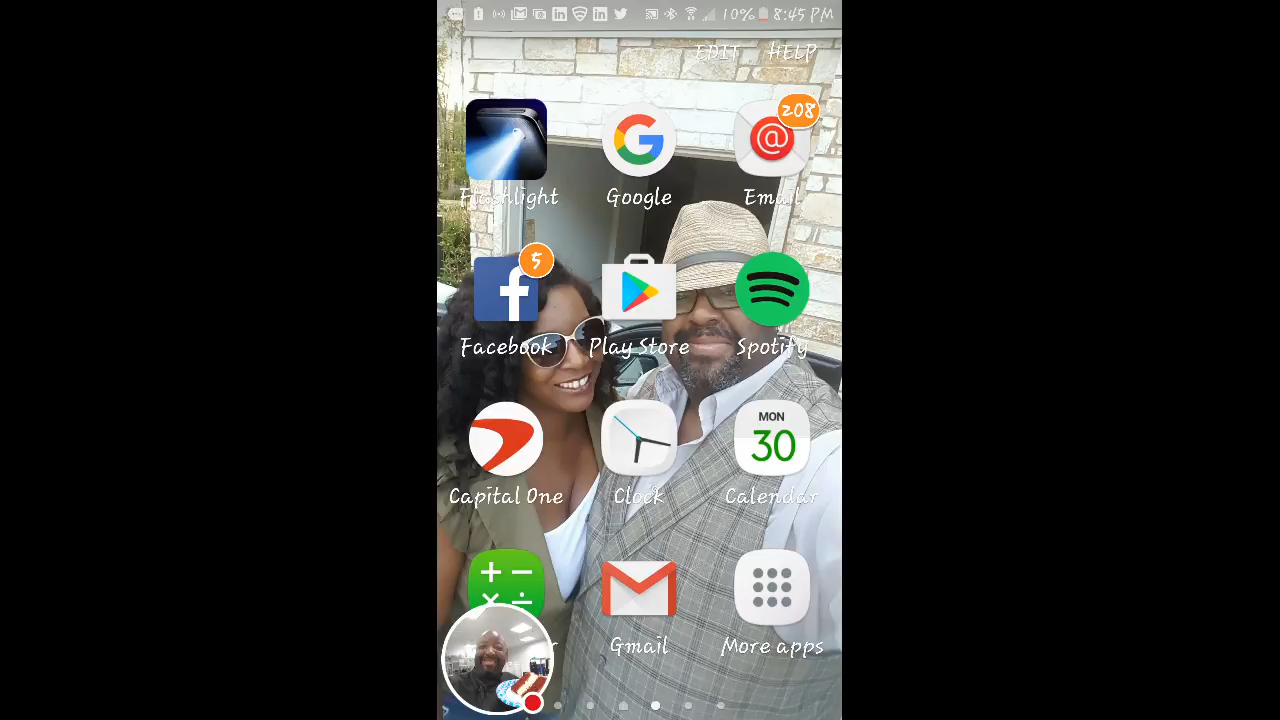 10% 8:45 PM
EDIT HELP
208
Flashlight Google Email
5
Facebook Play Store Spotify
MON
30
Capital One Clock Calendar
Gmail More apps